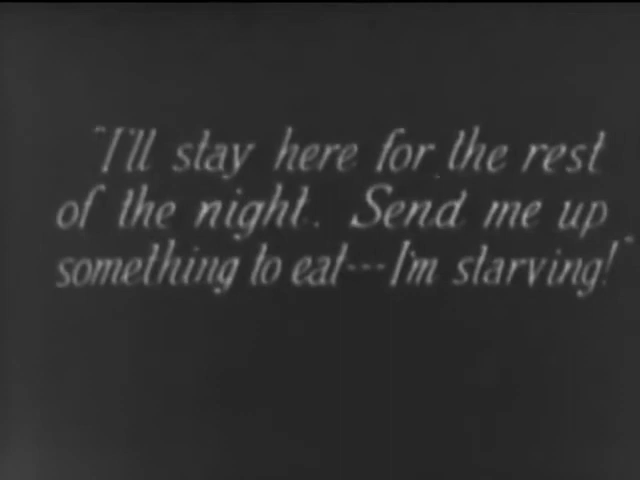 "I'll stay here for the rest
of the night. Send me up
something to eat---I'm starving!"